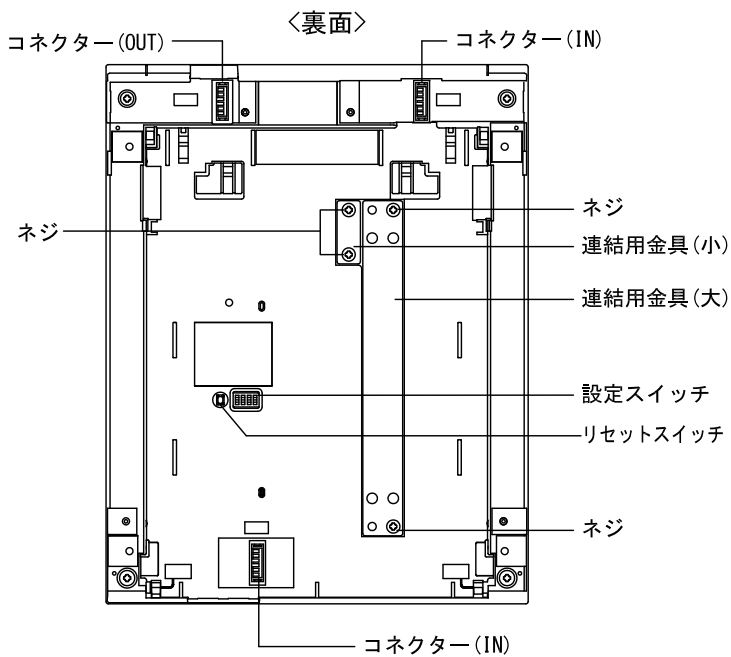 〈裏面〉
コネクター(OUT)
コネクター(IN)
ネジ
ネジ
連結用金具(小)
連結用金具(大)
設定スイッチ
リセットスイッチ
ネジ
コネクター(IN)